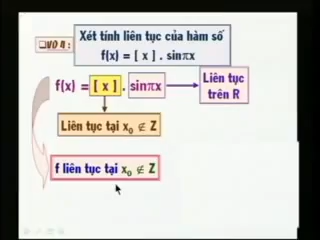 ❑VD 4 :
Xét tính liên tục của hàm số
f(x) = [ x ] . sinπx
f(x) = [ x ] . sinπx
Liên tục
trên R
Liên tục tại x₀ ∉ Z
f liên tục tại x₀ ∉ Z